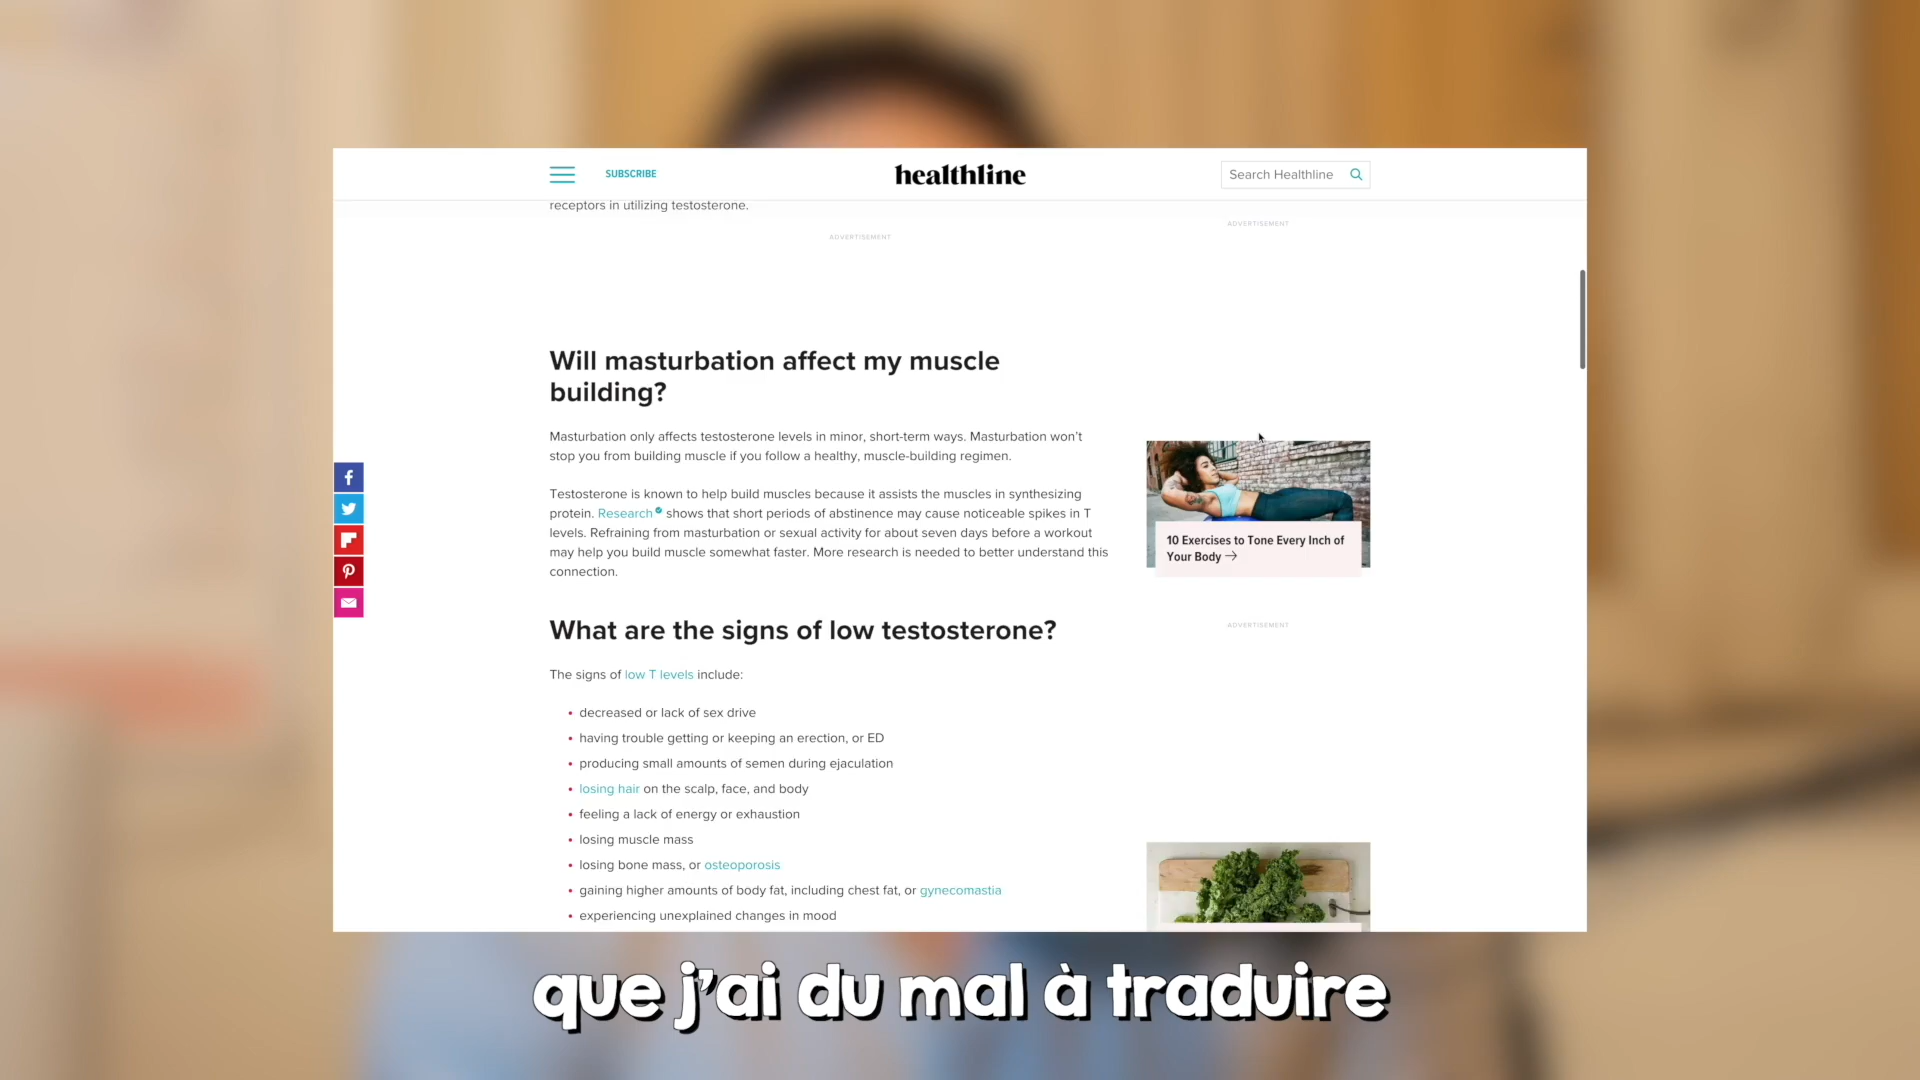 SUBSCRIBE
healthline
Search Healthline
receptors in utilizing testosterone.
ADVERTISEMENT
ADVERTISEMENT
Will masturbation affect my muscle
building?
Masturbation only affects testosterone levels in minor, short-term ways. Masturbation won't
stop you from building muscle if you follow a healthy, muscle-building regimen.
Testosterone is known to help build muscles because it assists the muscles in synthesizing
protein. Research shows that short periods of abstinence may cause noticeable spikes in T
levels. Refraining from masturbation or sexual activity for about seven days before a workout
may help you build muscle somewhat faster. More research is needed to better understand this
connection.
10 Exercises to Tone Every Inch of
Your Body →
ADVERTISEMENT
What are the signs of low testosterone?
The signs of low T levels include:
• decreased or lack of sex drive
• having trouble getting or keeping an erection, or ED
• producing small amounts of semen during ejaculation
• losing hair on the scalp, face, and body
• feeling a lack of energy or exhaustion
• losing muscle mass
• losing bone mass, or osteoporosis
• gaining higher amounts of body fat, including chest fat, or gynecomastia
• experiencing unexplained changes in mood
que j'ai du mal à traduire